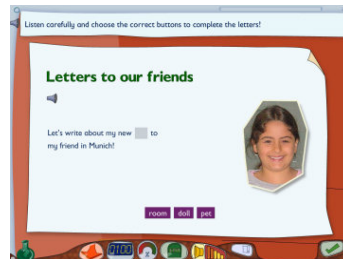 Listen carefully and choose the correct buttons to complete the letters!
Letters to our friends
Let's write about my new to
my friend in Munich!
room doll pet
0100